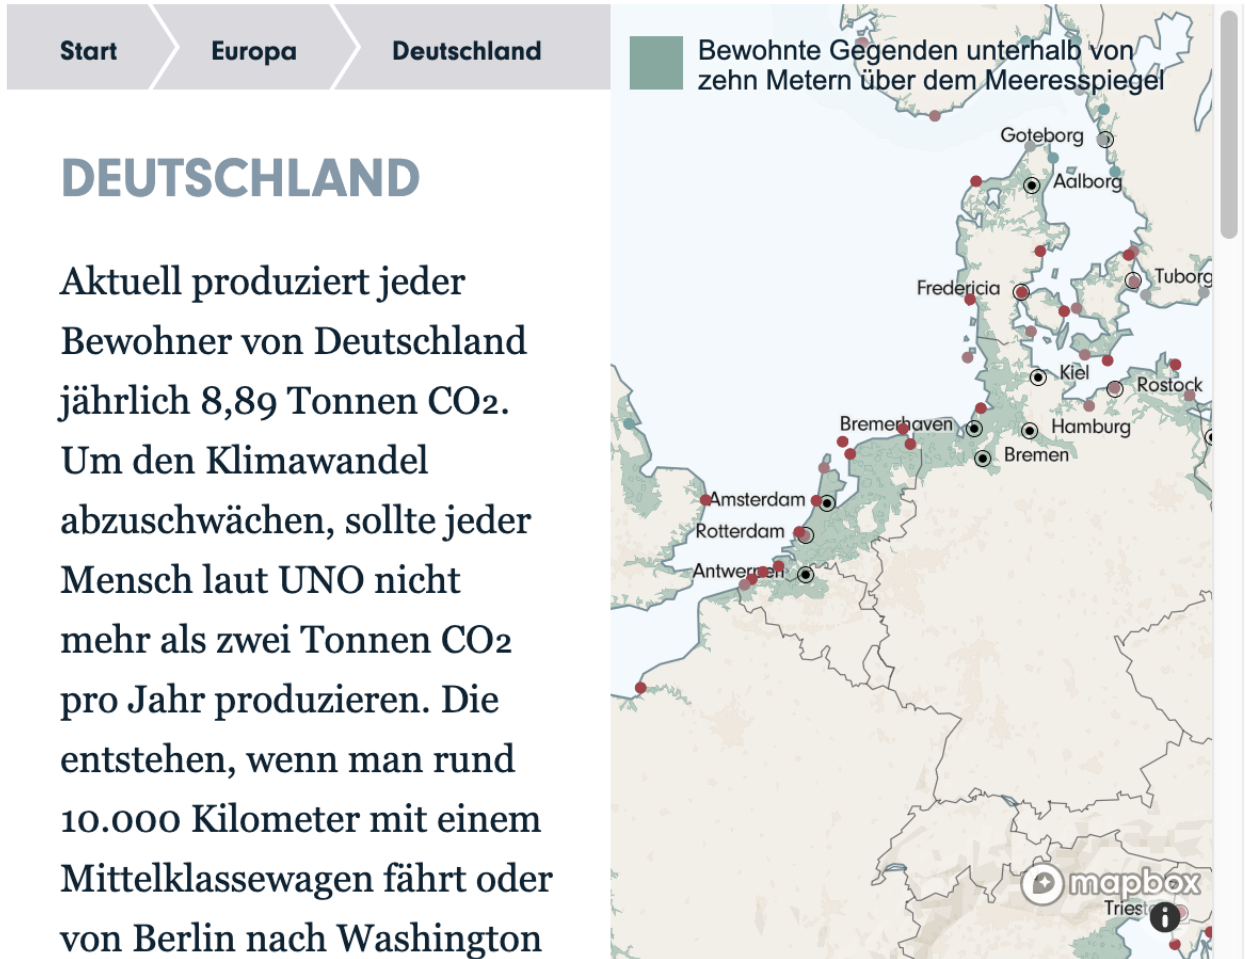 Start
Europa
Deutschland
DEUTSCHLAND
Aktuell produziert jeder
Bewohner von Deutschland
jährlich 8,89 Tonnen CO2.
Um den Klimawandel
abzuschwächen, sollte jeder
Mensch laut UNO nicht
mehr als zwei Tonnen CO2
pro Jahr produzieren. Die
entstehen, wenn man rund
10.000 Kilometer mit einem
Mittelklassewagen fährt oder
von Berlin nach Washington
Bewohnte Gegenden unterhalb von
zehn Metern über dem Meeresspiegel
Goteborg
Aalborg
Tuborg
Fredericia
Kiel
Rostock
Bremerhaven
Hamburg
Bremen
Amsterdam
Rotterdam
Antwerpen
mapbox
Trieste